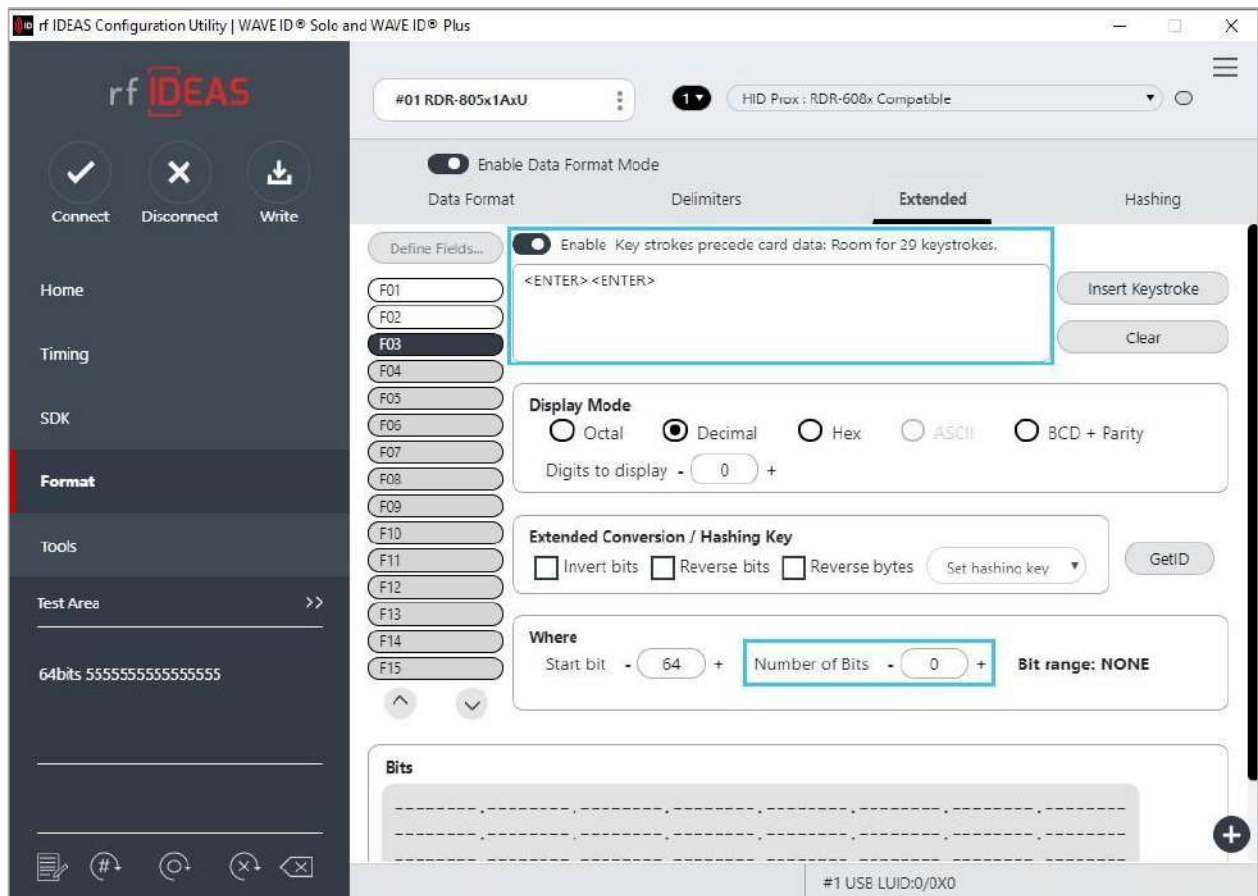 rf IDEAS Configuration Utility | WAVE ID® Solo and WAVE ID® Plus
rf IDEAS
#01 RDR-805x1AxU
1
HID Prox : RDR-608x Compatible
Connect
Disconnect
Write
Enable Data Format Mode
Data Format
Delimiters
Extended
Hashing
Home
Timing
SDK
Format
Tools
Test Area >>
64bits 5555555555555555
Define Fields...
F01
F02
F03
F04
F05
F06
F07
F08
F09
F10
F11
F12
F13
F14
F15
Enable Key strokes precede card data: Room for 29 keystrokes.
<ENTER><ENTER>
Insert Keystroke
Clear
Display Mode
Octal
Decimal
Hex
ASCII
BCD + Parity
Digits to display - 0 +
Extended Conversion / Hashing Key
Invert bits
Reverse bits
Reverse bytes
Set hashing key
GetID
Where
Start bit - 64 +
Number of Bits - 0 +
Bit range: NONE
Bits
--------.--------.--------.--------.--------.--------.--------.--------
--------.--------.--------.--------.--------.--------.--------.--------
#1 USB LUID:0/0X0